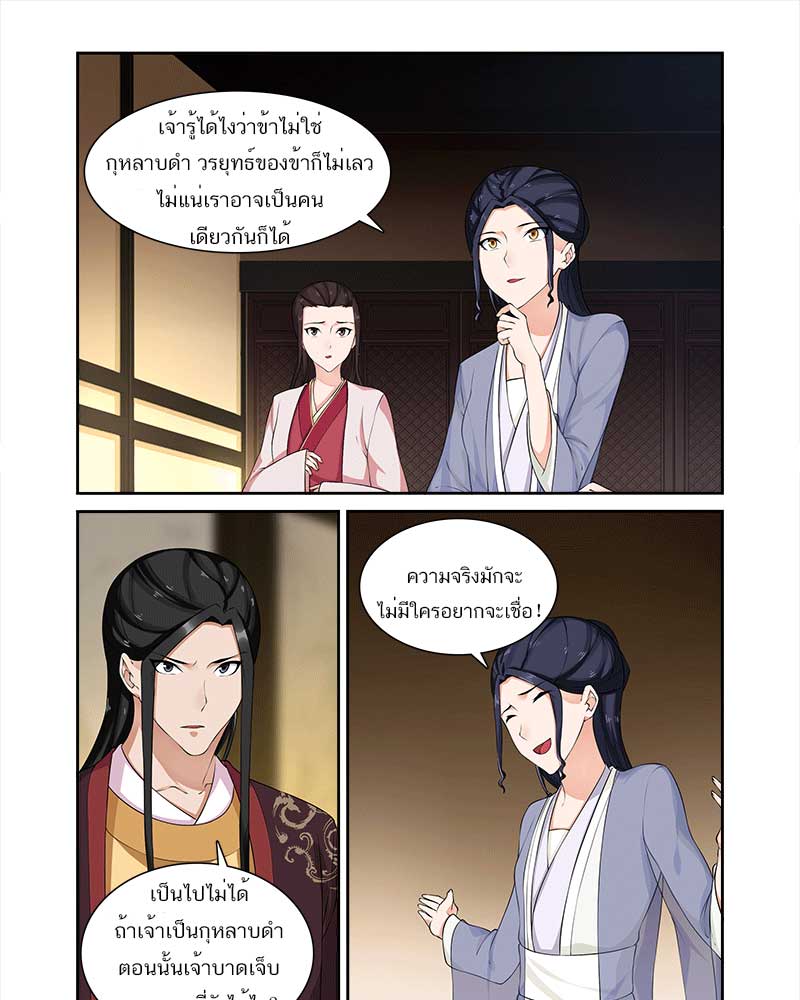 เจ้ารู้ได้ไงว่าข้าไม่ใช่
กุหลาบดำ วรยุทธ์ของข้าก็ไม่เลว
ไม่แน่เราอาจเป็นคน
เดียวกันก็ได้
ความจริงมักจะ
ไม่มีใครอยากจะเชื่อ!
เป็นไปไม่ได้
ถ้าเจ้าเป็นกุหลาบดำ
ตอนนั้นเจ้าบาดเจ็บ